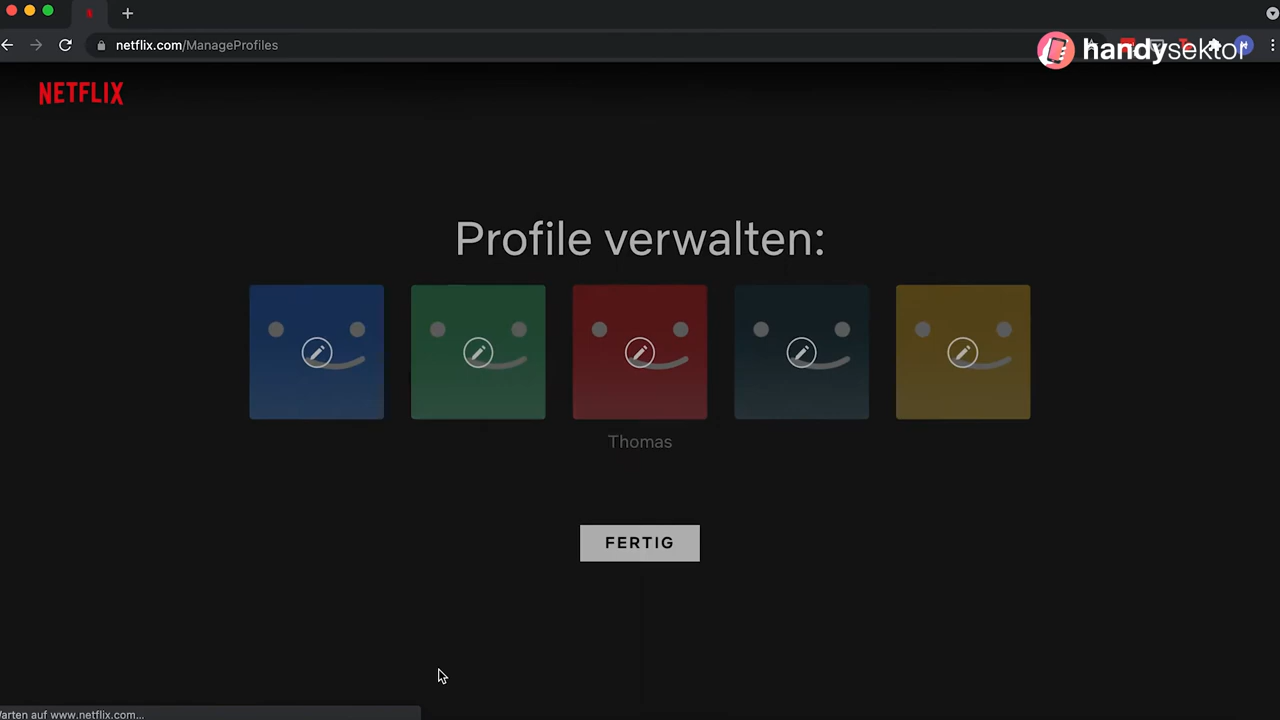 netflix.com/ManageProfiles
handysektor
NETFLIX
Profile verwalten:
Thomas
FERTIG
arten auf www.netflix.com...